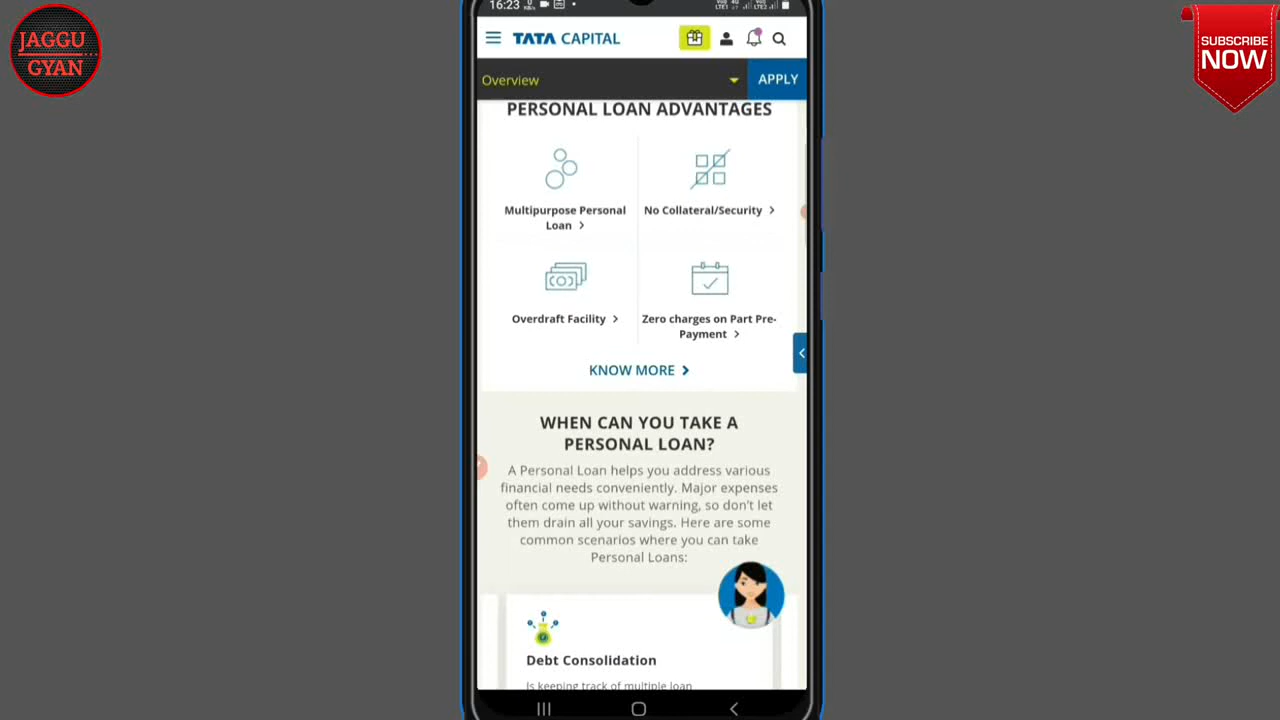 JAGGU
GYAN
SUBSCRIBE
NOW
16:23
TATA CAPITAL
Overview
APPLY
PERSONAL LOAN ADVANTAGES
Multipurpose Personal
Loan >
No Collateral/Security >
Overdraft Facility >
Zero charges on Part Pre-
Payment >
KNOW MORE >
WHEN CAN YOU TAKE A
PERSONAL LOAN?
A Personal Loan helps you address various
financial needs conveniently. Major expenses
often come up without warning, so don't let
them drain all your savings. Here are some
common scenarios where you can take
Personal Loans:
Debt Consolidation
Is keeping track of multiple loan